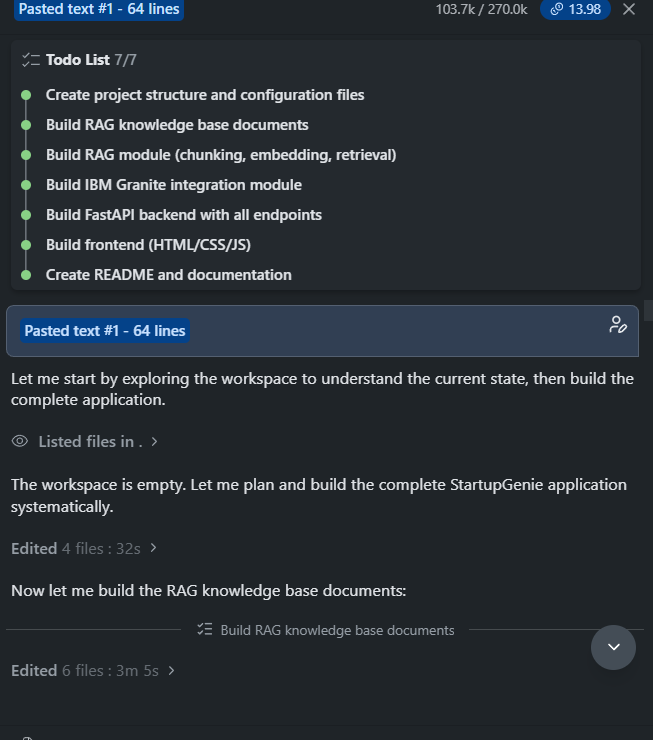 Pasted text #1 - 64 lines
103.7k / 270.0k
13.98
Todo List 7/7
Create project structure and configuration files
Build RAG knowledge base documents
Build RAG module (chunking, embedding, retrieval)
Build IBM Granite integration module
Build FastAPI backend with all endpoints
Build frontend (HTML/CSS/JS)
Create README and documentation
Pasted text #1 - 64 lines
Let me start by exploring the workspace to understand the current state, then build the
complete application.
Listed files in . >
The workspace is empty. Let me plan and build the complete StartupGenie application
systematically.
Edited 4 files : 32s >
Now let me build the RAG knowledge base documents:
Build RAG knowledge base documents
Edited 6 files : 3m 5s >